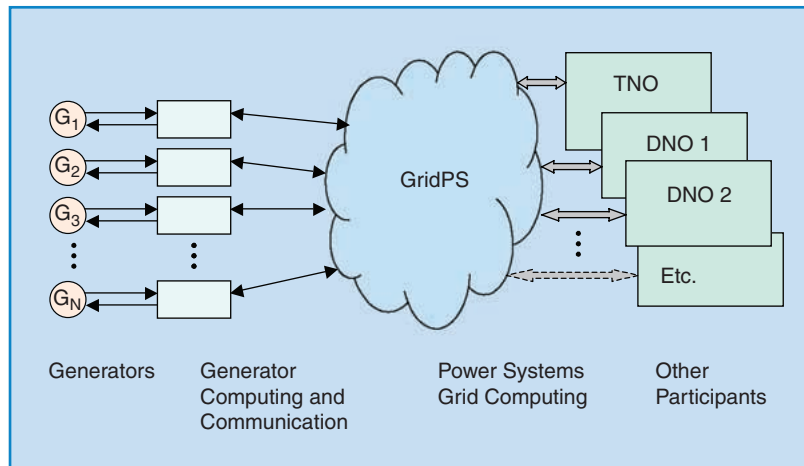 G1
G2
G3
GN
GridPS
TNO
DNO 1
DNO 2
Etc.
Generators
Generator
Computing and
Communication
Power Systems
Grid Computing
Other
Participants